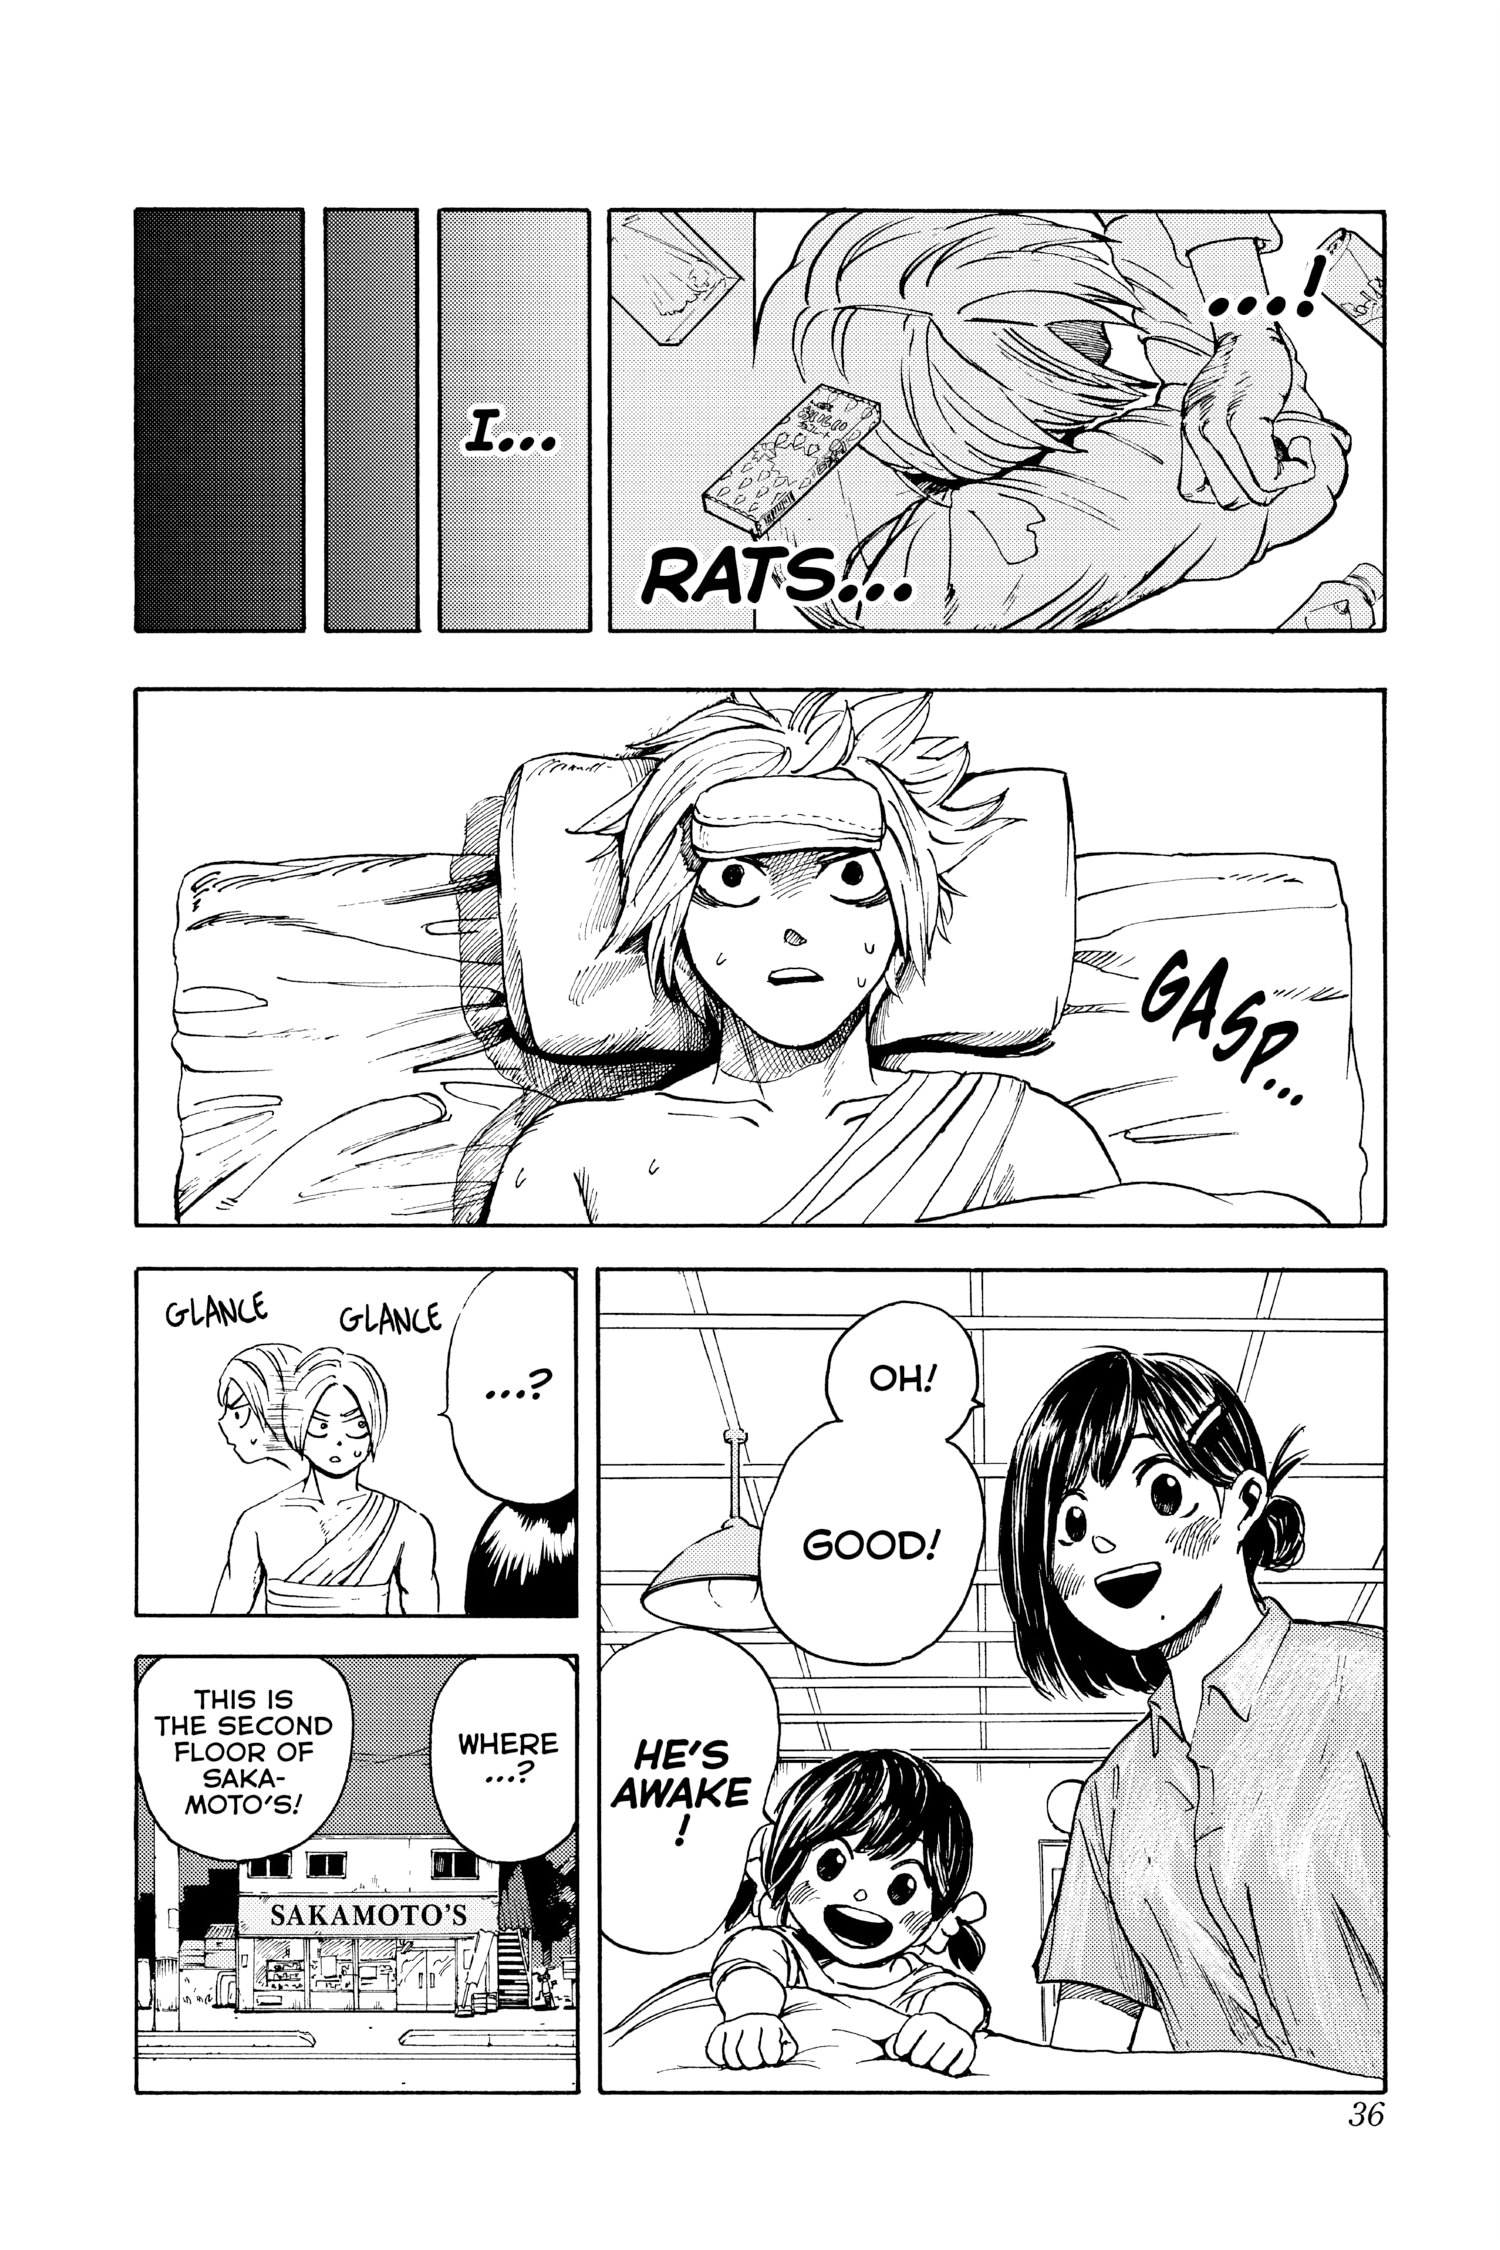 ...!
RATS...
I...
GASP...
OH!
GOOD!
HE'S
AWAKE
!
...?
GLANCE
GLANCE
WHERE
...?
THIS IS
THE SECOND
FLOOR OF
SAKA-
MOTO'S!
SAKAMOTO'S
36